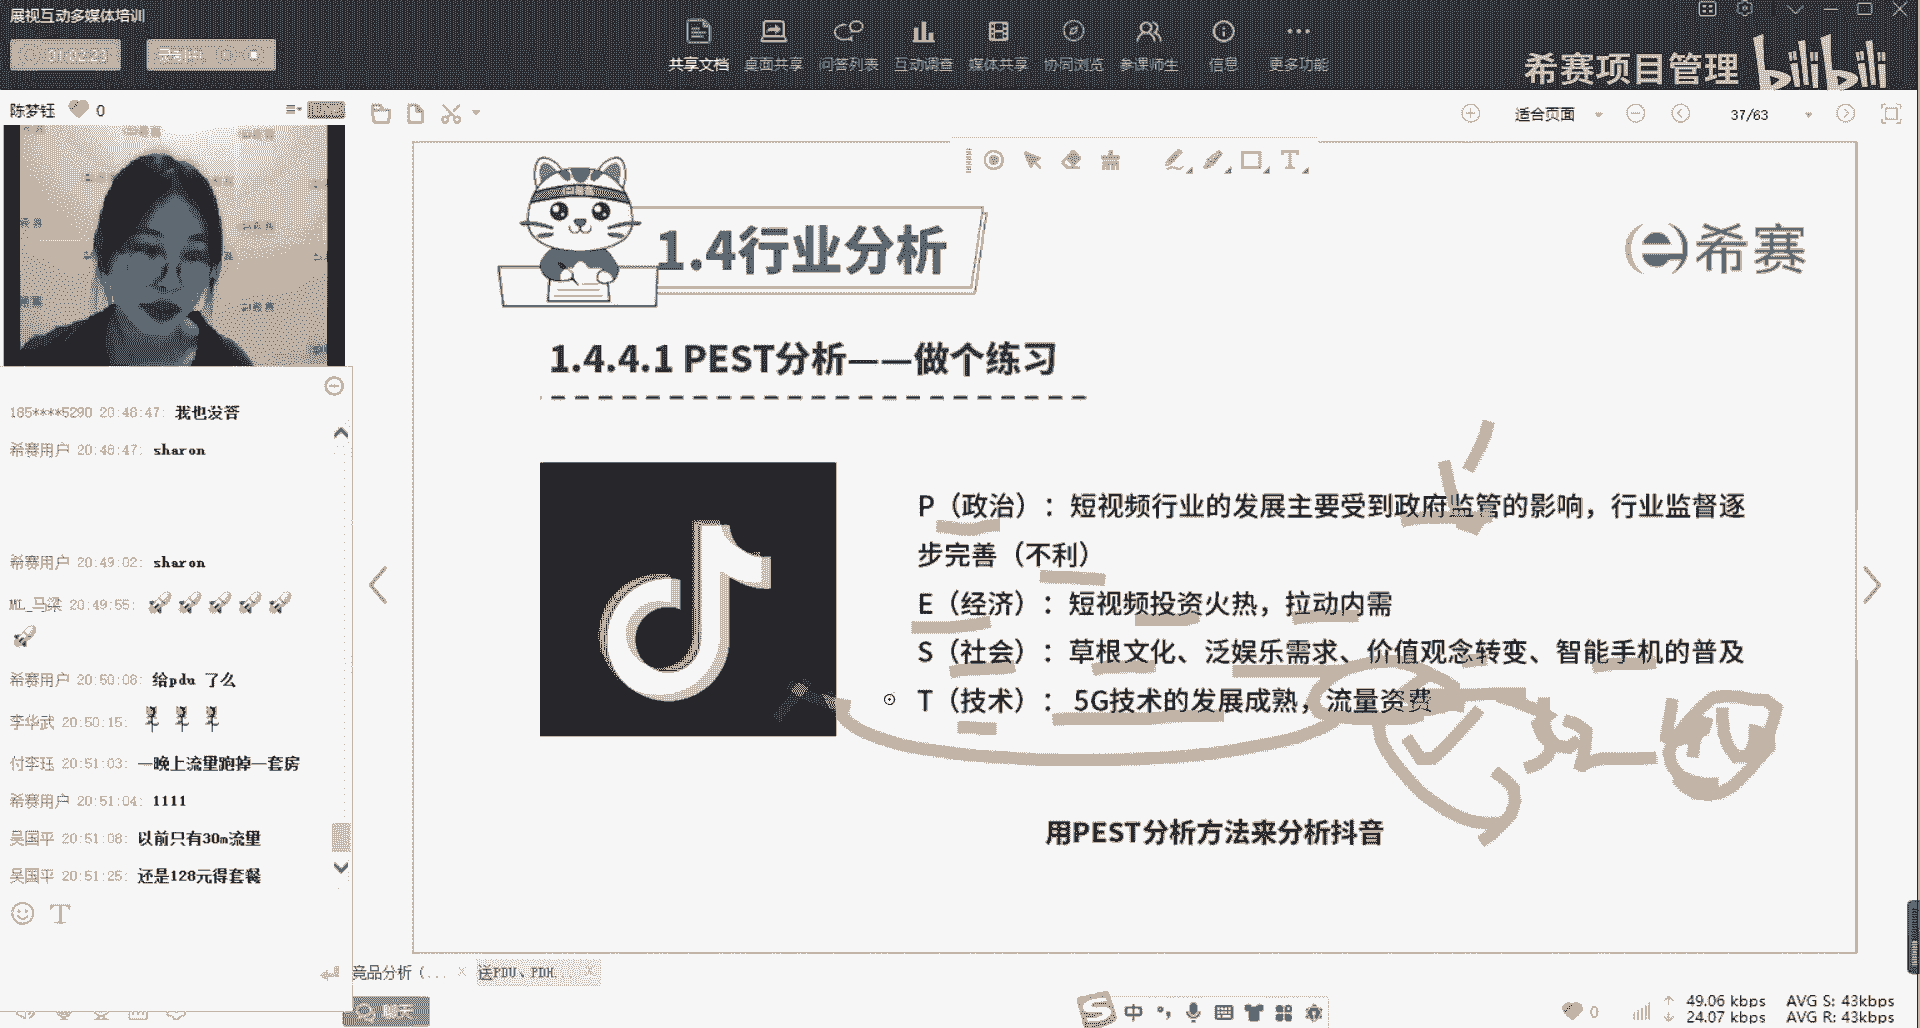 展视互动多媒体培训
01:02:23
共享文档 桌面共享 问答列表 互动调查 媒体共享 协同浏览 参课师生 信息 更多功能
希赛项目管理 bilibili
陈梦钰 0
适合页面 37/63
1.4行业分析
希赛
1.4.4.1 PEST分析——做个练习
P（政治）：短视频行业的发展主要受到政府监管的影响，行业监督逐
步完善（不利）
E（经济）：短视频投资火热，拉动内需
S（社会）：草根文化、泛娱乐需求、价值观念转变、智能手机的普及
T（技术）：5G技术的发展成熟，流量资费
用PEST分析方法来分析抖音
185****5290 20:48:47: 我也没答
希赛用户 20:48:47: sharon
希赛用户 20:49:02: sharon
ML_马梁 20:49:55:
希赛用户 20:50:08: 给pdu 了么
李华武 20:50:15:
付李珏 20:51:03: 一晚上流量跑掉一套房
希赛用户 20:51:04: 1111
吴国平 20:51:08: 以前只有30m流量
吴国平 20:51:25: 还是128元得套餐
竞品分析（... 送PDU、PDH...
聊天
中
0
49.06 kbps AVG S: 43kbps
24.07 kbps AVG R: 43kbps